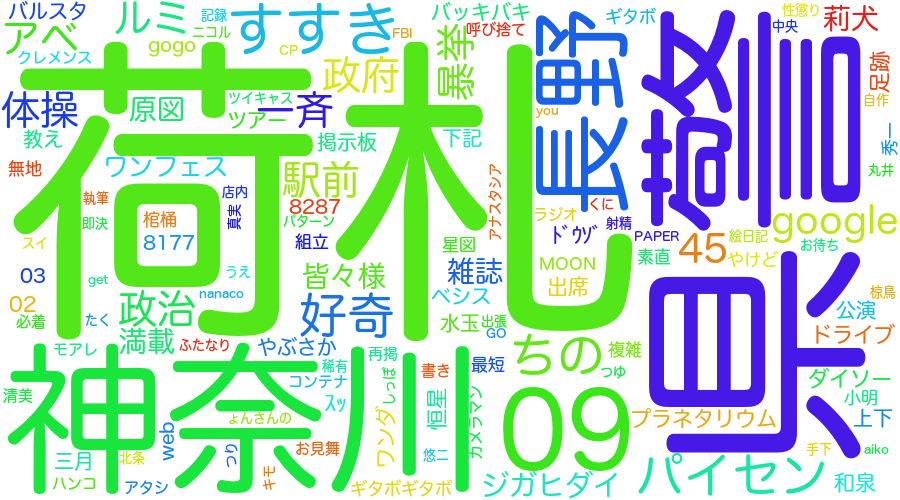 バルスタ
ルミ
記録
ニコル
すすき
バッキバキ
ギタボ
性懲り
中央
莉犬
アベ
gogo
CP
FBI
呼び捨て
クレメンス
政府
暴挙
長野
警
足跡
you
体操
原図
ツイキャス
ツアー
一斉
掲示板
下記
自作
教え
荷札
秀一
無地
ワンフェス
駅前
アナスタシア
丸井
執筆
店内
8287
くに
即決
棺桶
真実
パターン
ラジオ
射精
google
スイ
8177
組立
星図
ドゥゾ
PAPER
絵日記
45
お待ち
03
うえ
皆々様
雑誌
MOON
素直
やけど
get
nanaco
ベシス
出席
県
椋鳥
02
政治
好奇
必着
たく
水玉
出張
公演
満載
GO
ドライブ
モアレ
ふたなり
やぶさか
再掲
最短
ちの
複雑
神奈川
稀有
コンテナ
しっぽ
書き
つゆ
ダイソー
清美
スッ
恒星
09
小明
ょんさんの
ワンダ
プラネタリウム
上下
web
つり
お見舞
カメラマン
三月
北条
悠二
手下
aiko
ハンコ
アタシ
キモ
ギタボギタボ
ジガヒダイ
パイセン
和泉